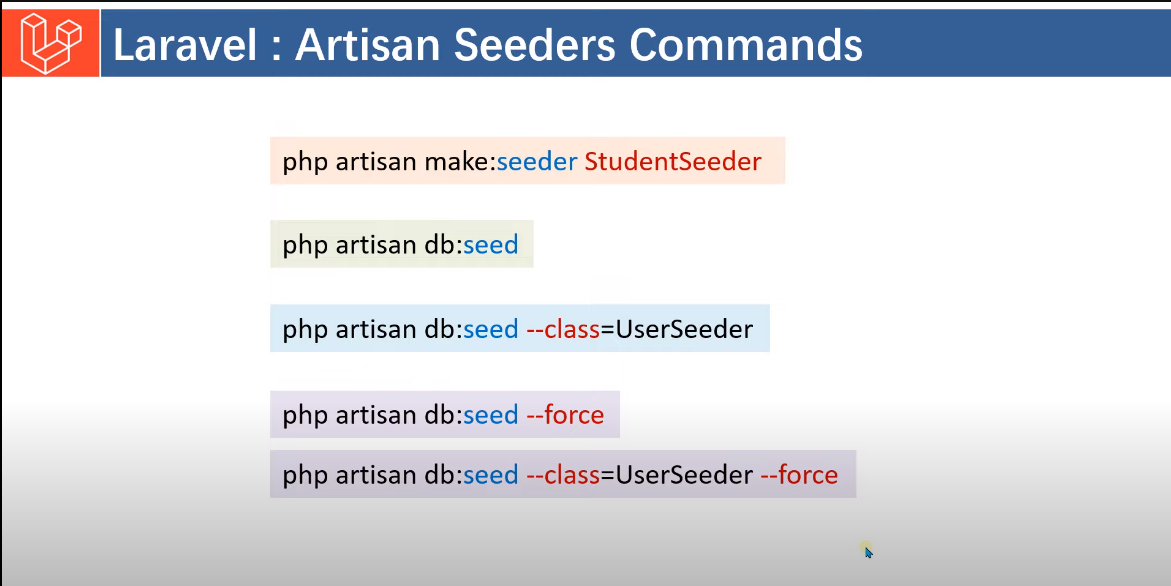 Laravel : Artisan Seeders Commands
php artisan make:seeder StudentSeeder
php artisan db:seed
php artisan db:seed --class=UserSeeder
php artisan db:seed --force
php artisan db:seed --class=UserSeeder --force